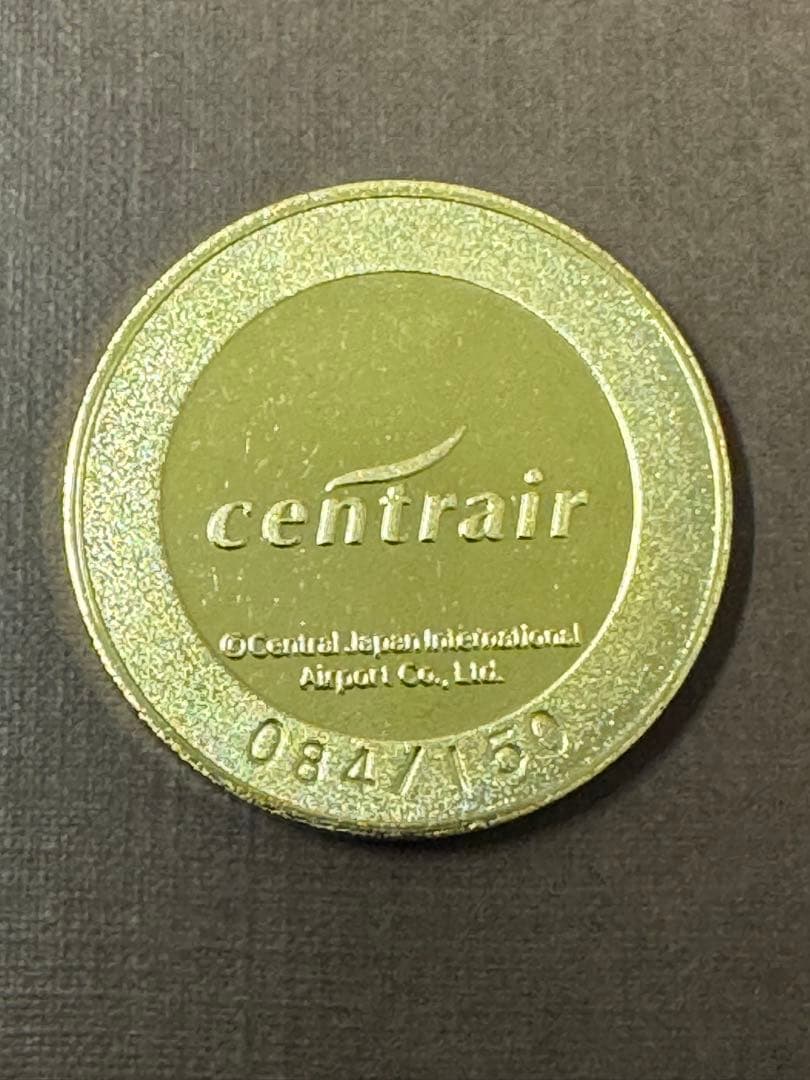 centrair
©Central Japan International
Airport Co., Ltd.
084/150